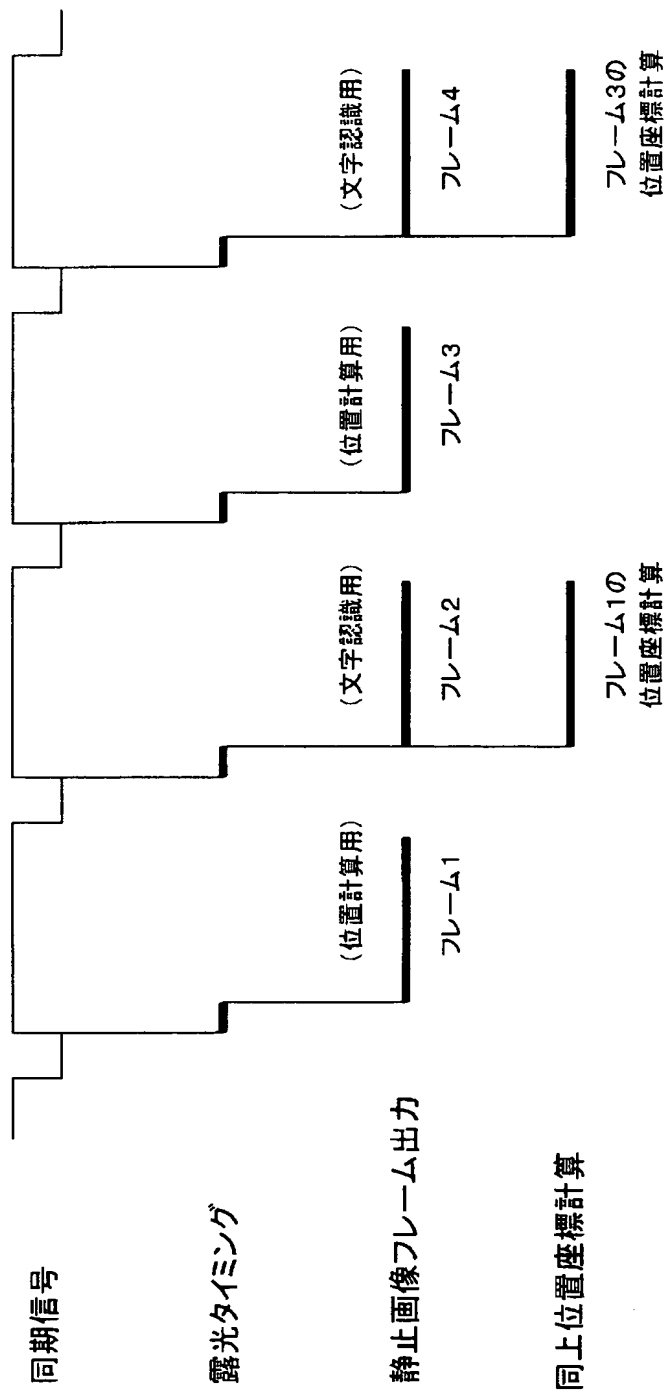 同期信号
露光タイミング
(位置計算用)
(文字認識用)
(位置計算用)
(文字認識用)
静止画像フレーム出力
フレーム1
フレーム2
フレーム3
フレーム4
同上位置座標計算
フレーム1の
位置座標計算
フレーム3の
位置座標計算